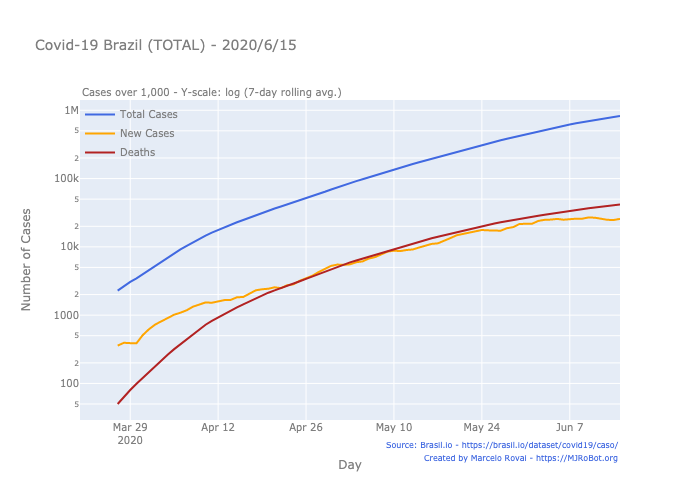 Covid-19 Brazil (TOTAL) - 2020/6/15
Cases over 1,000 - Y-scale: log (7-day rolling avg.)
Total Cases
New Cases
Deaths
1M
5
2
100k
5
2
10k
5
2
1000
5
2
100
5
Number of Cases
Mar 29
2020
Apr 12
Apr 26
May 10
May 24
Jun 7
Day
Source: Brasil.io - https://brasil.io/dataset/covid19/caso/
Created by Marcelo Rovai - https://MJRoBot.org